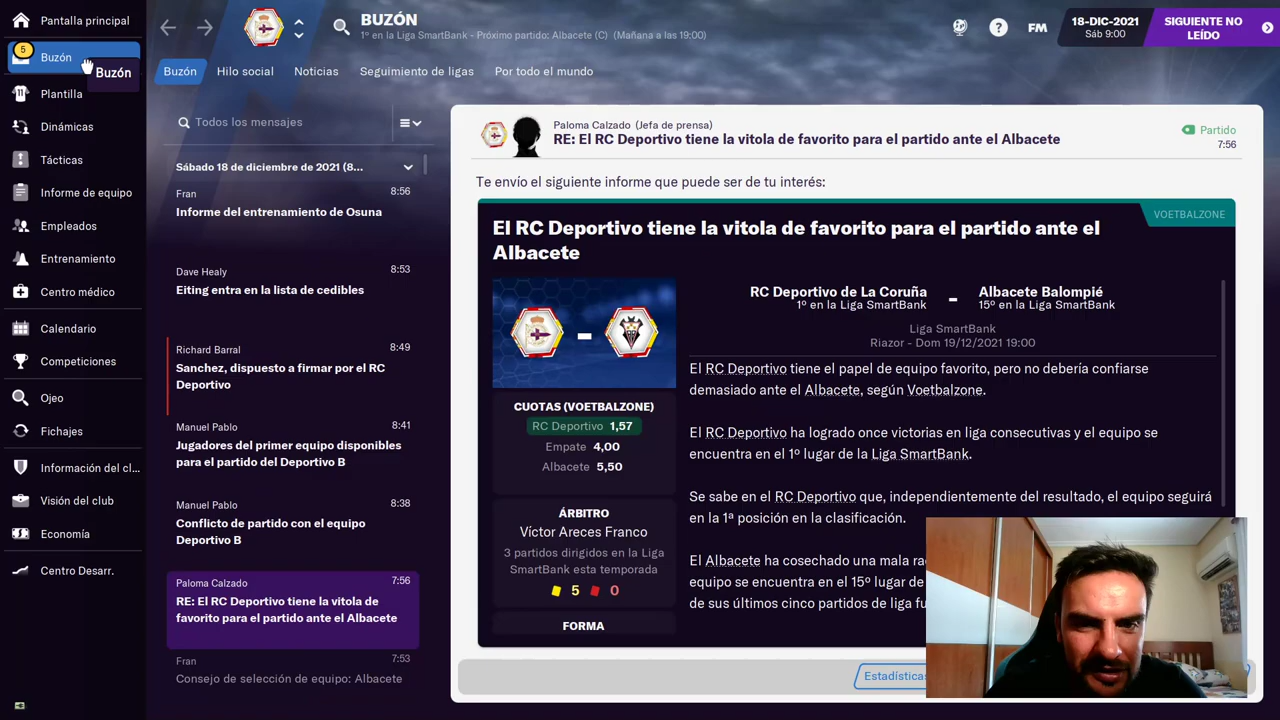 Pantalla principal
5
Buzón
Buzón
Plantilla
Dinámicas
Tácticas
Informe de equipo
Empleados
Entrenamiento
Centro médico
Calendario
Competiciones
Ojeo
Fichajes
Información del cl...
Visión del club
Economía
Centro Desarr.
BUZÓN
1º en la Liga SmartBank - Próximo partido: Albacete (C) (Mañana a las 19:00)
?
FM
18-DIC-2021
Sáb 9:00
SIGUIENTE NO
LEÍDO
Buzón
Hilo social
Noticias
Seguimiento de ligas
Por todo el mundo
Todos los mensajes
Sábado 18 de diciembre de 2021 (8...
Fran
8:56
Informe del entrenamiento de Osuna
Dave Healy
8:53
Eiting entra en la lista de cedibles
Richard Barral
8:49
Sanchez, dispuesto a firmar por el RC
Deportivo
Manuel Pablo
8:41
Jugadores del primer equipo disponibles
para el partido del Deportivo B
Manuel Pablo
8:38
Conflicto de partido con el equipo
Deportivo B
Paloma Calzado
7:56
RE: El RC Deportivo tiene la vitola de
favorito para el partido ante el Albacete
Fran
7:53
Consejo de selección de equipo: Albacete
Paloma Calzado (Jefa de prensa)
RE: El RC Deportivo tiene la vitola de favorito para el partido ante el Albacete
Partido
7:56
Te envío el siguiente informe que puede ser de tu interés:
VOETBALZONE
El RC Deportivo tiene la vitola de favorito para el partido ante el
Albacete
RC Deportivo de La Coruña
1º en la Liga SmartBank
-
Albacete Balompié
15º en la Liga SmartBank
Liga SmartBank
Riazor - Dom 19/12/2021 19:00
CUOTAS (VOETBALZONE)
RC Deportivo 1,57
Empate 4,00
Albacete 5,50
ÁRBITRO
Víctor Areces Franco
3 partidos dirigidos en la Liga
SmartBank esta temporada
5 0
FORMA
El RC Deportivo tiene el papel de equipo favorito, pero no debería confiarse
demasiado ante el Albacete, según Voetbalzone.
El RC Deportivo ha logrado once victorias en liga consecutivas y el equipo se
encuentra en el 1º lugar de la Liga SmartBank.
Se sabe en el RC Deportivo que, independientemente del resultado, el equipo seguirá
en la 1ª posición en la clasificación.
El Albacete ha cosechado una mala
equipo se encuentra en el 15º lugar de
de sus últimos cinco partidos de liga
Estadísticas